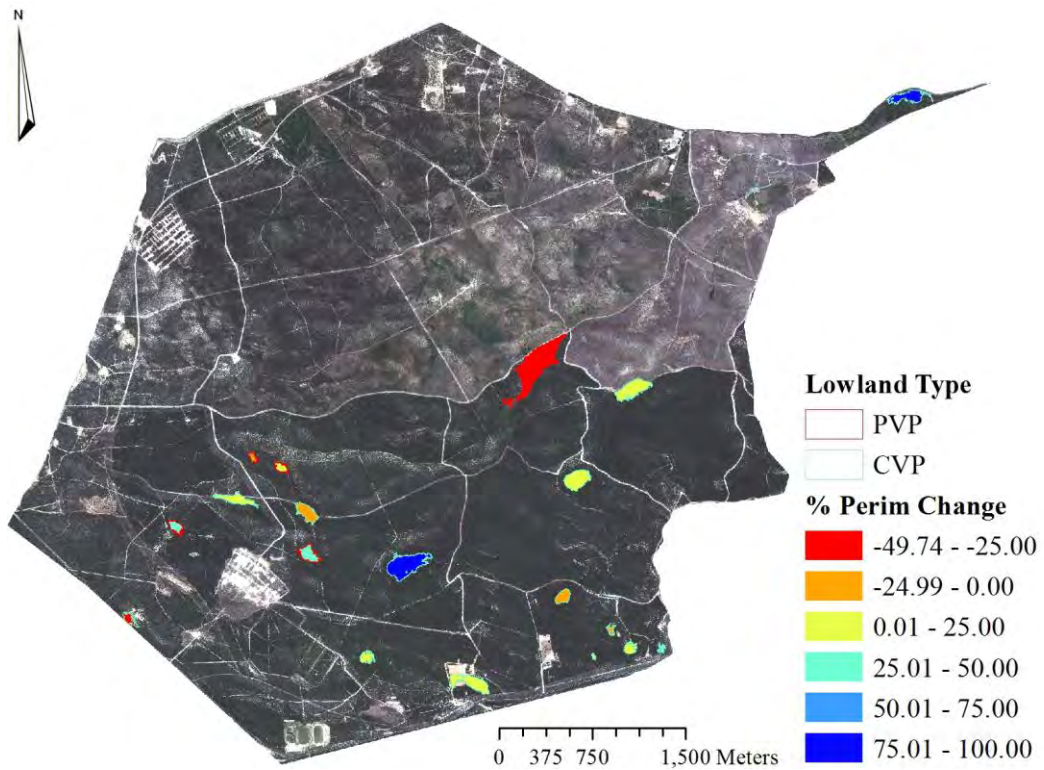 N
Lowland Type
PVP
CVP
% Perim Change
-49.74 - -25.00
-24.99 - 0.00
0.01 - 25.00
25.01 - 50.00
50.01 - 75.00
75.01 - 100.00
0 375 750 1,500 Meters